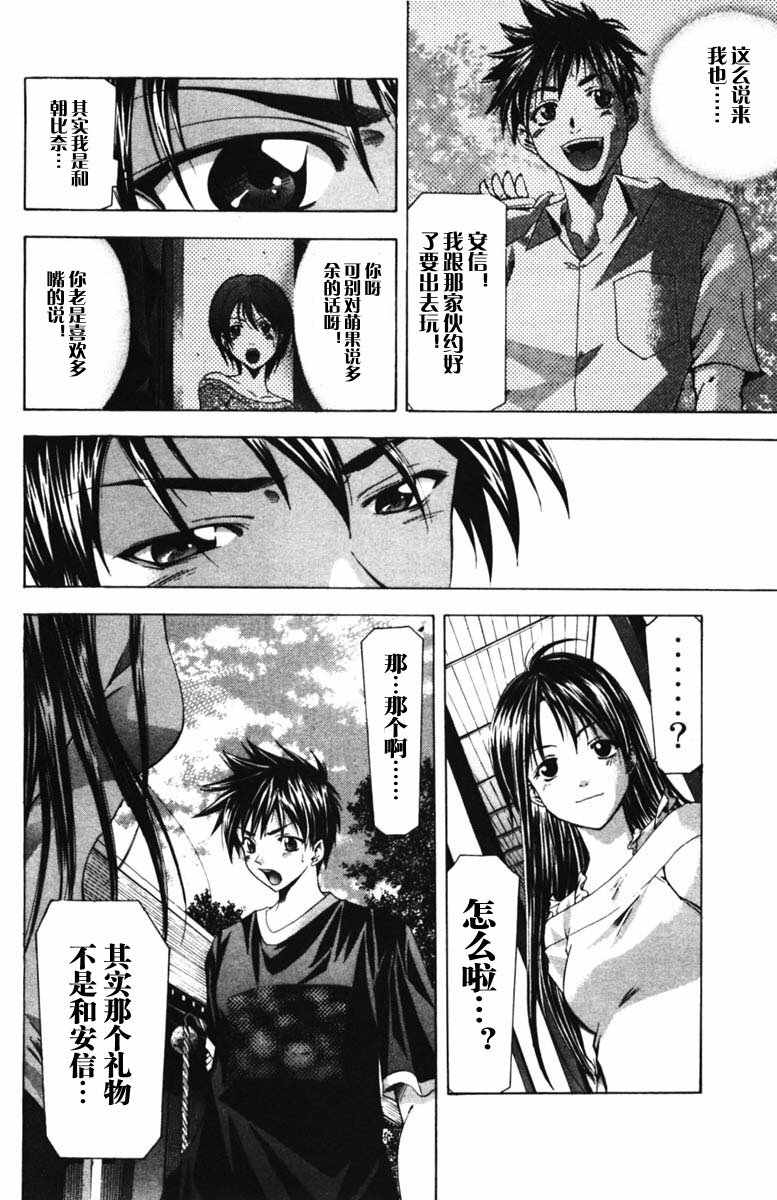 这么说来
我也……
安信！
我跟那家伙约好
了要出去玩！
其实我是和
朝比奈…
你呀
可别对萌果说多
余的话呀！
你老是喜欢多
嘴的说！
……？
怎么啦…？
那…那个啊……
其实那个礼物
不是和安信…